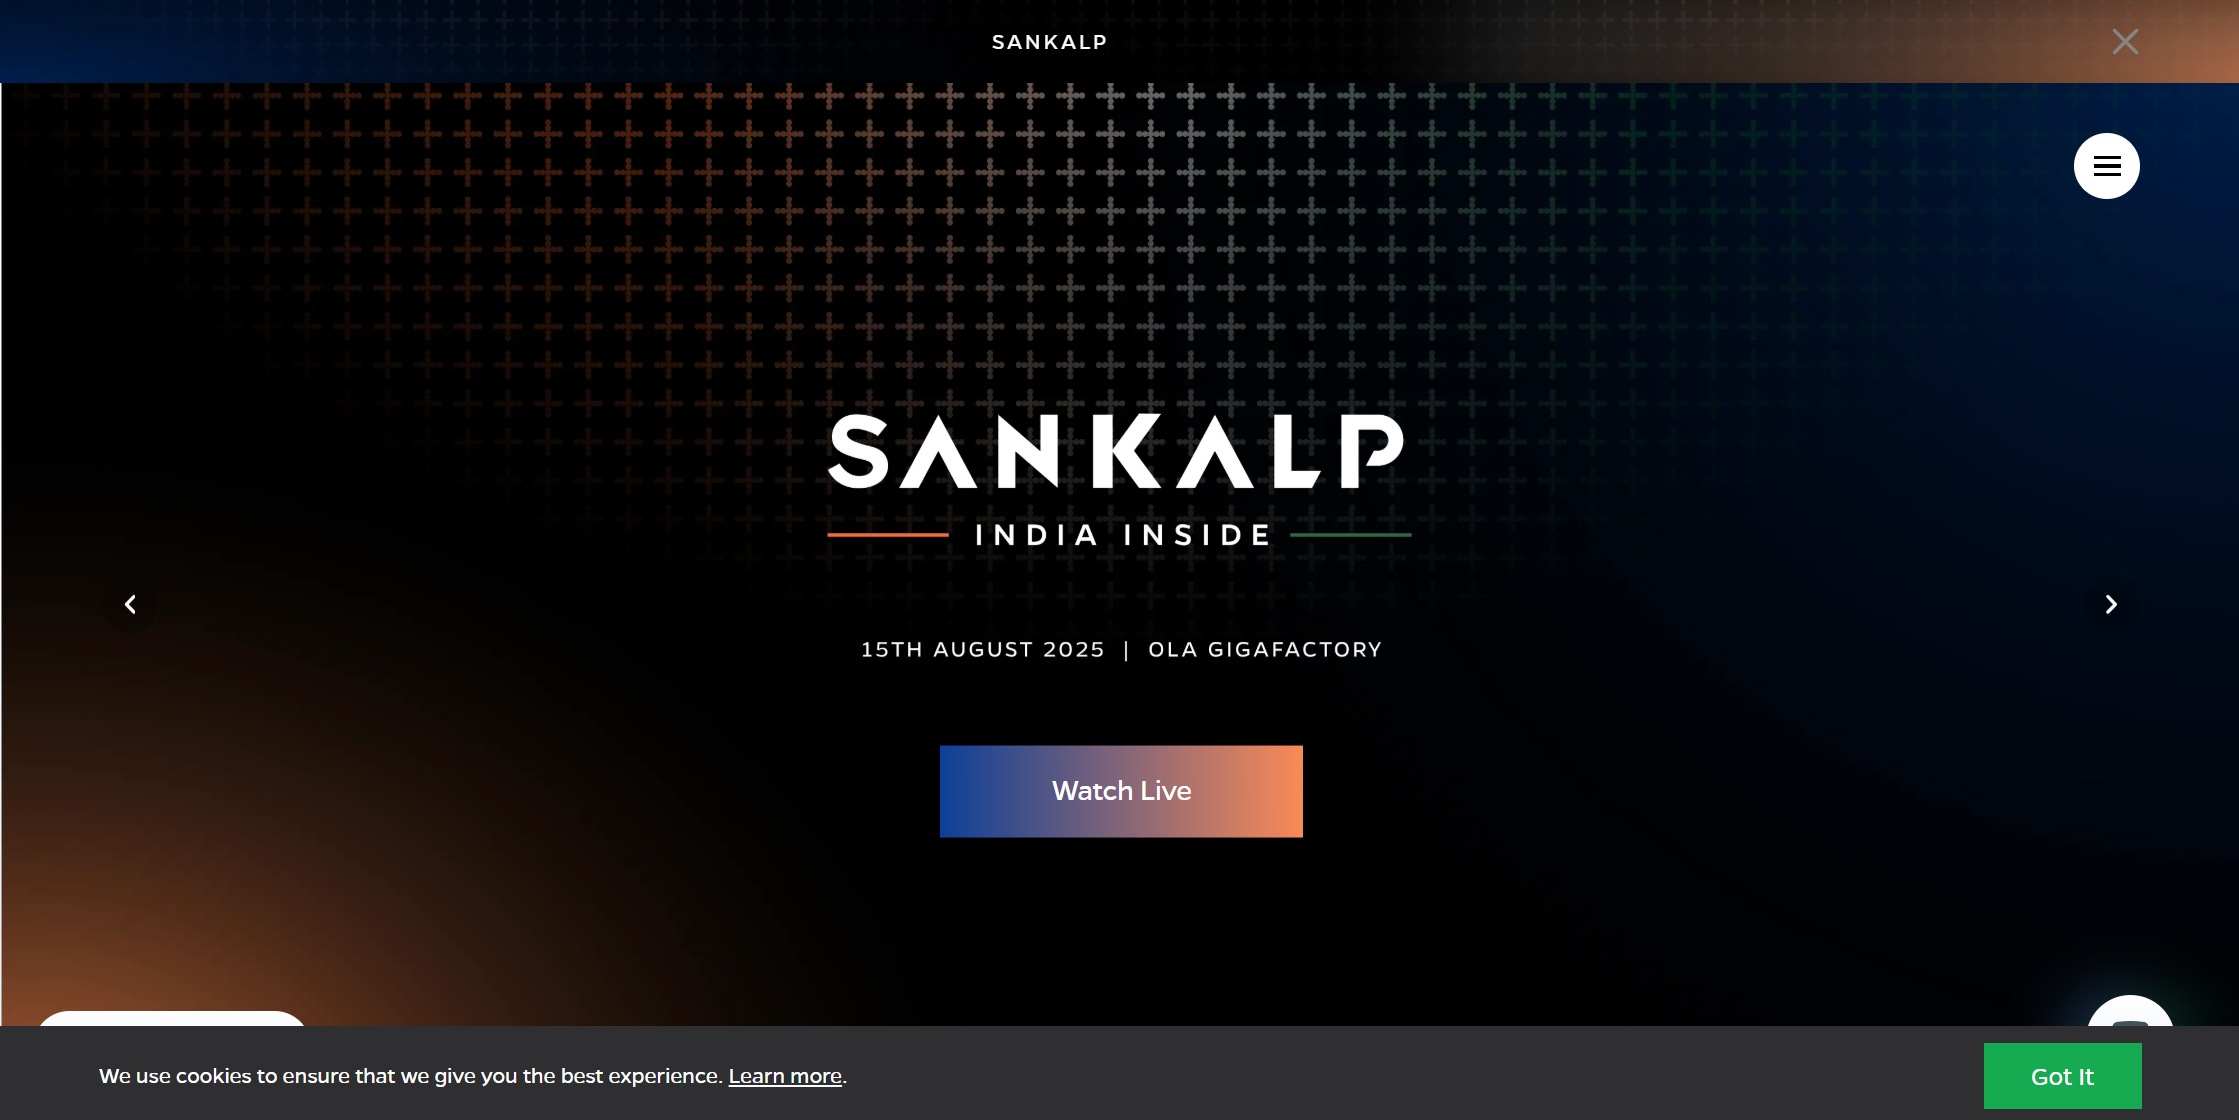 SANKALP
SANKALP
INDIA INSIDE
15TH AUGUST 2025 | OLA GIGAFACTORY
Watch Live
We use cookies to ensure that we give you the best experience. Learn more.
Got It